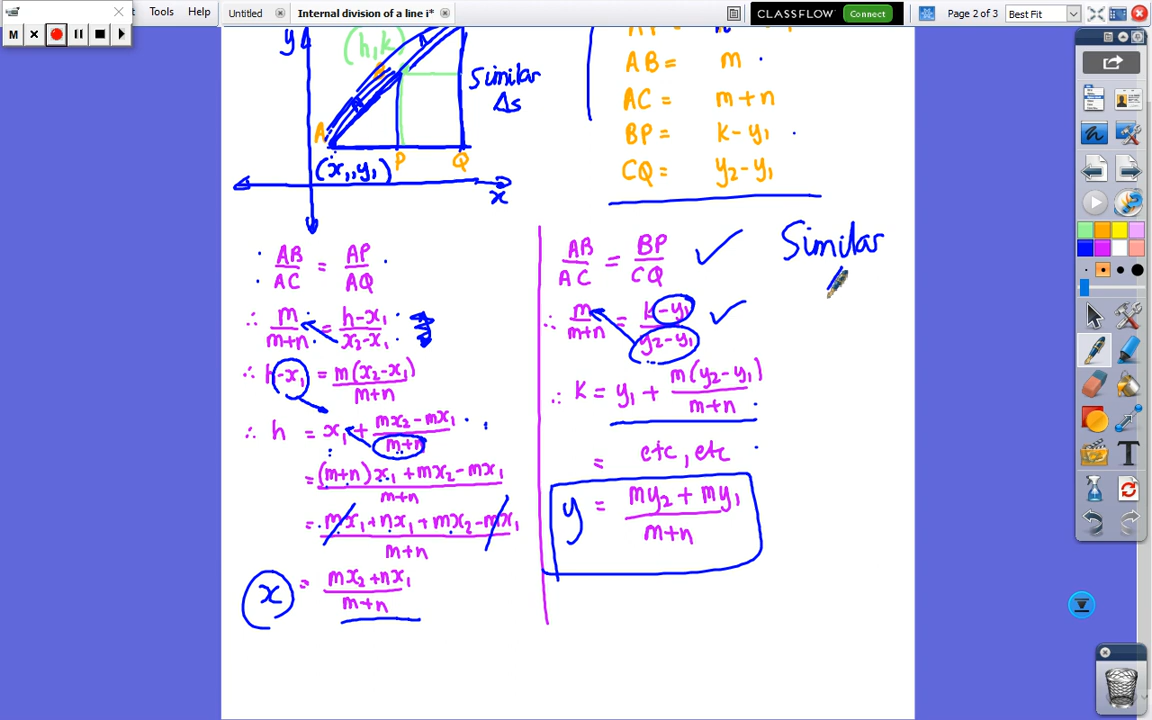 Tools Help Untitled Internal division of a line i* CLASSFLOW Connect Page 2 of 3 Best Fit
M
y
(h,k)
Similar
Δs
A
P Q
(x₁,y₁)
x
AB = m
AC = m+n
BP = k-y₁
CQ = y₂-y₁
AB/AC = AP/AQ
∴ m/m+n = h-x₁/x₂-x₁
∴ h-x₁ = m(x₂-x₁)/m+n
∴ h = x₁ + mx₂-mx₁/m+n
= (m+n)x₁+mx₂-mx₁/m+n
= mx₁+nx₁+mx₂-mx₁/m+n
x = mx₂+nx₁/m+n
AB/AC = BP/CQ ✓
∴ m/m+n = k-y₁/y₂-y₁ ✓
∴ K = y₁ + m(y₂-y₁)/m+n
= etc, etc
y = my₂+my₁/m+n
Similar
T